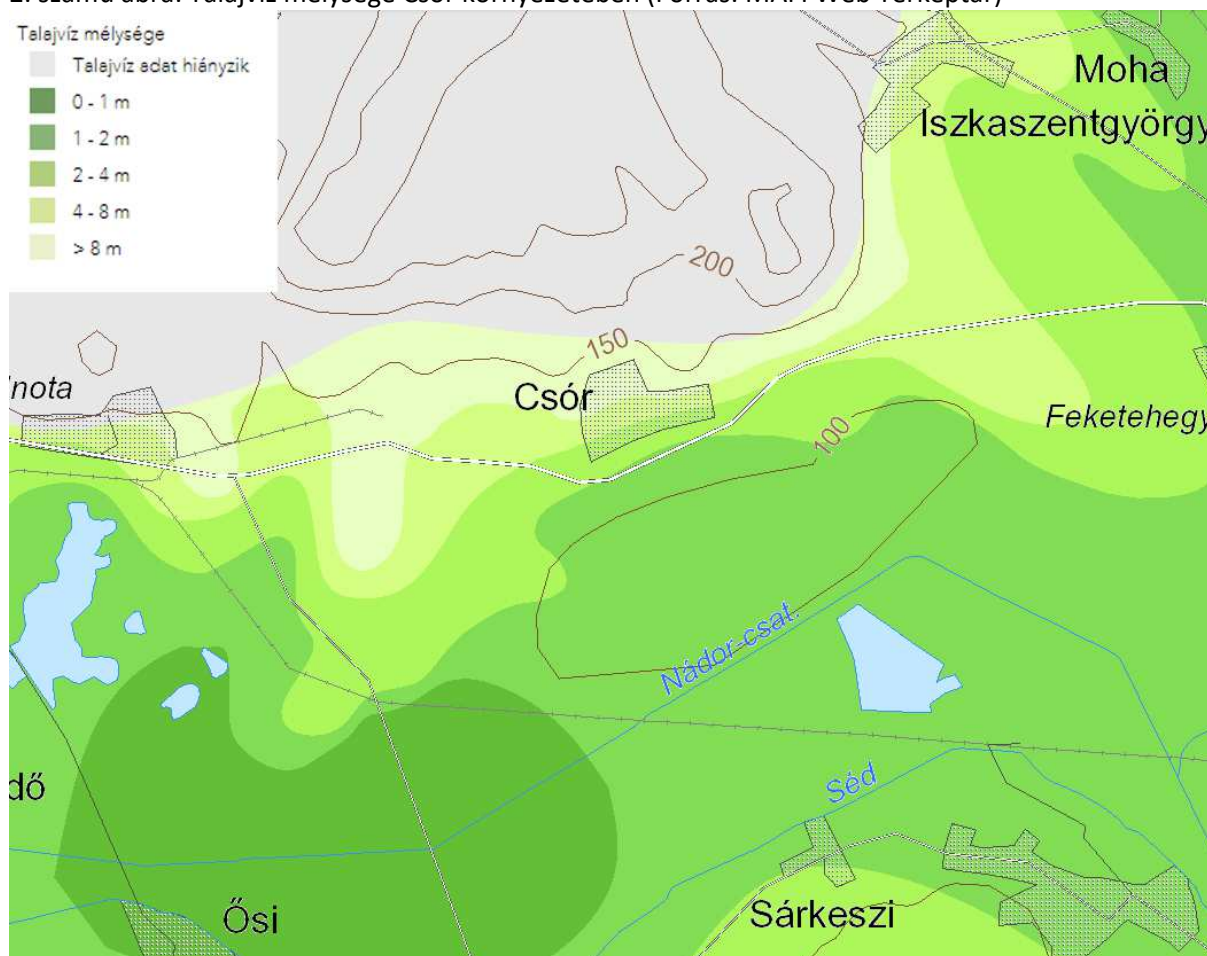 Talajvíz mélysége
Talajvíz adat hiányzik
0 - 1 m
1 - 2 m
2 - 4 m
4 - 8 m
> 8 m
Moha
Iszkaszentgyörgy
200
150
Csór
Inota
100
Feketehegy
Nádor-csat.
dő
Séd
Ősi
Sárkeszi